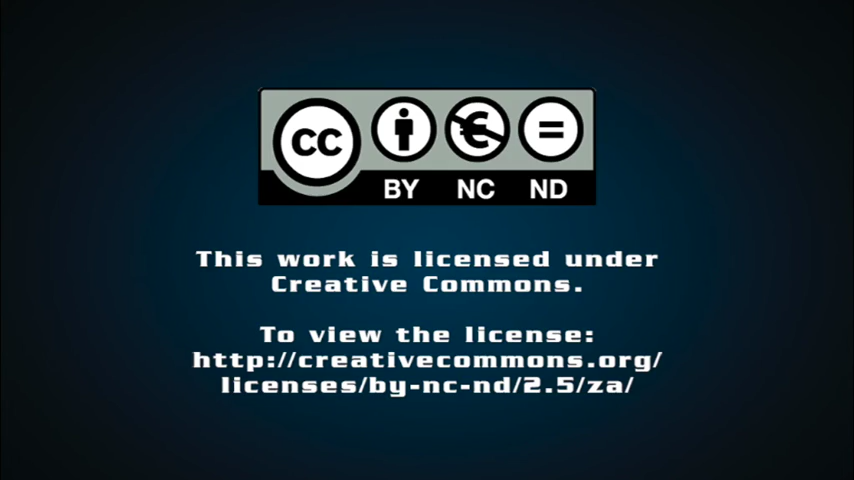 cc
BY NC ND
This work is licensed under
Creative Commons.
To view the license:
http://creativecommons.org/
licenses/by-nc-nd/2.5/za/